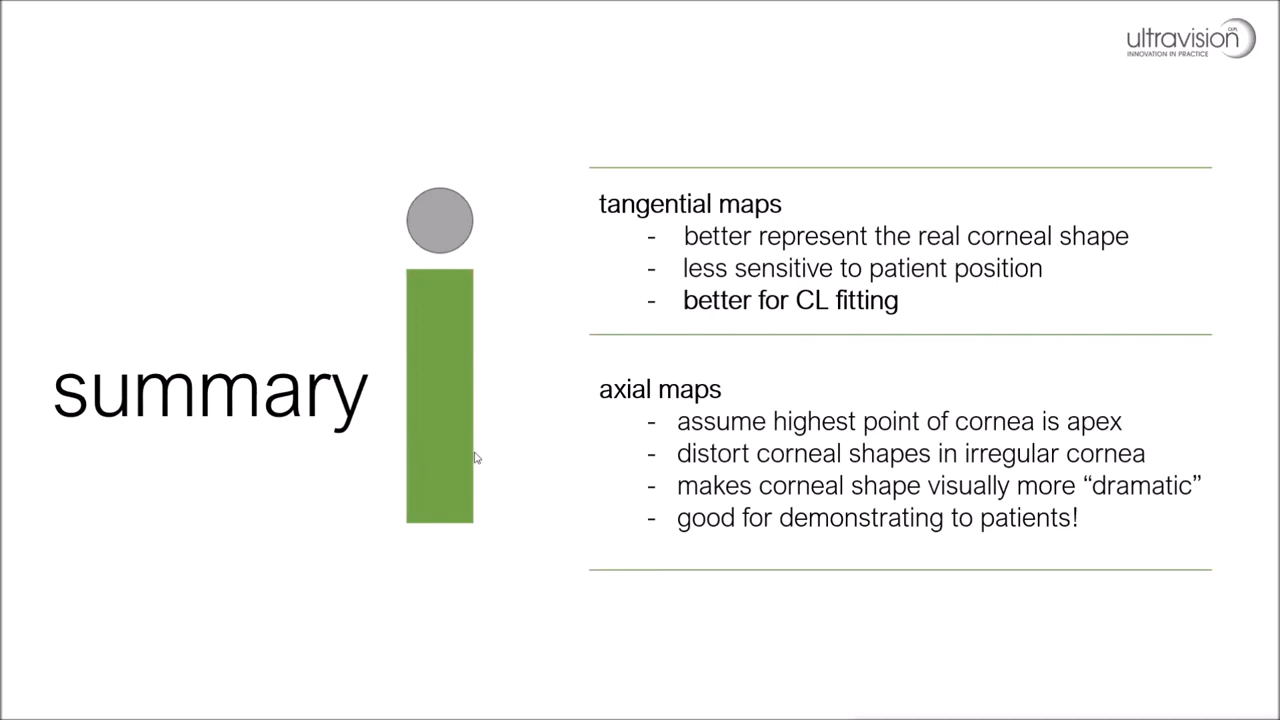 ultravision CLPL
INNOVATION IN PRACTICE
summary
tangential maps
- better represent the real corneal shape
- less sensitive to patient position
- better for CL fitting
axial maps
- assume highest point of cornea is apex
- distort corneal shapes in irregular cornea
- makes corneal shape visually more “dramatic”
- good for demonstrating to patients!